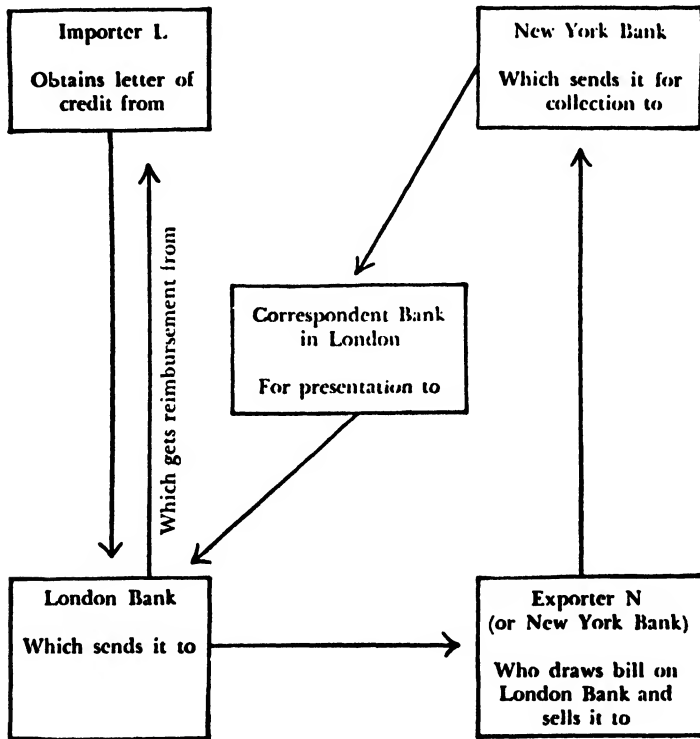 Importer L
Obtains letter of
credit from
New York Bank
Which sends it for
collection to
Which gets reimbursement from
Correspondent Bank
in London
For presentation to
London Bank
Which sends it to
Exporter N
(or New York Bank)
Who draws bill on
London Bank and
sells it to